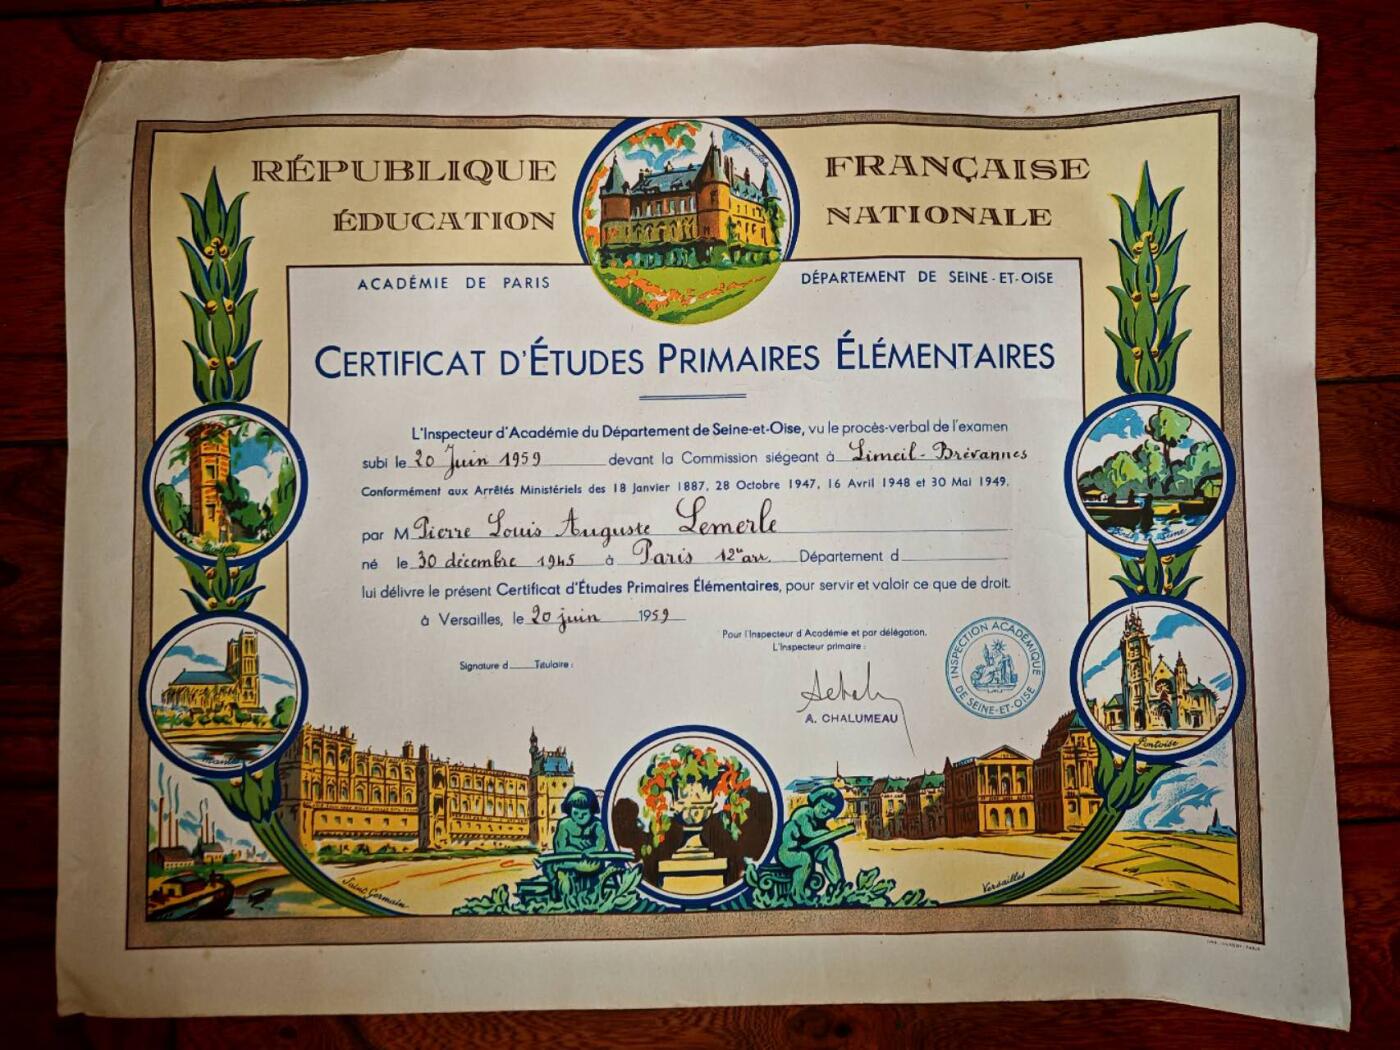 Rambouillet
RÉPUBLIQUE FRANÇAISE
ÉDUCATION NATIONALE
ACADÉMIE DE PARIS
DÉPARTEMENT DE SEINE-ET-OISE
CERTIFICAT D'ÉTUDES PRIMAIRES ÉLÉMENTAIRES
L'Inspecteur d'Académie du Département de Seine-et-Oise, vu le procès-verbal de l'examen
subi le 20 Juin 1959 devant la Commission siégeant à Limeil-Brévannes
Conformément aux Arrêtés Ministériels des 18 Janvier 1887, 28 Octobre 1947, 16 Avril 1948 et 30 Mai 1949,
par M Pierre Louis Auguste Lemerle
né le 30 décembre 1945 à Paris 12e arr. Département d
lui délivre le présent Certificat d'Études Primaires Élémentaires, pour servir et valoir ce que de droit.
à Versailles, le 20 juin 1959
Pour l'Inspecteur d'Académie et par délégation,
L'Inspecteur primaire :
Signature d Titulaire :
A. CHALUMEAU
INSPECTION ACADÉMIQUE
DE SEINE-ET-OISE
Mantes
Pontoise
Saint Germain
Versailles